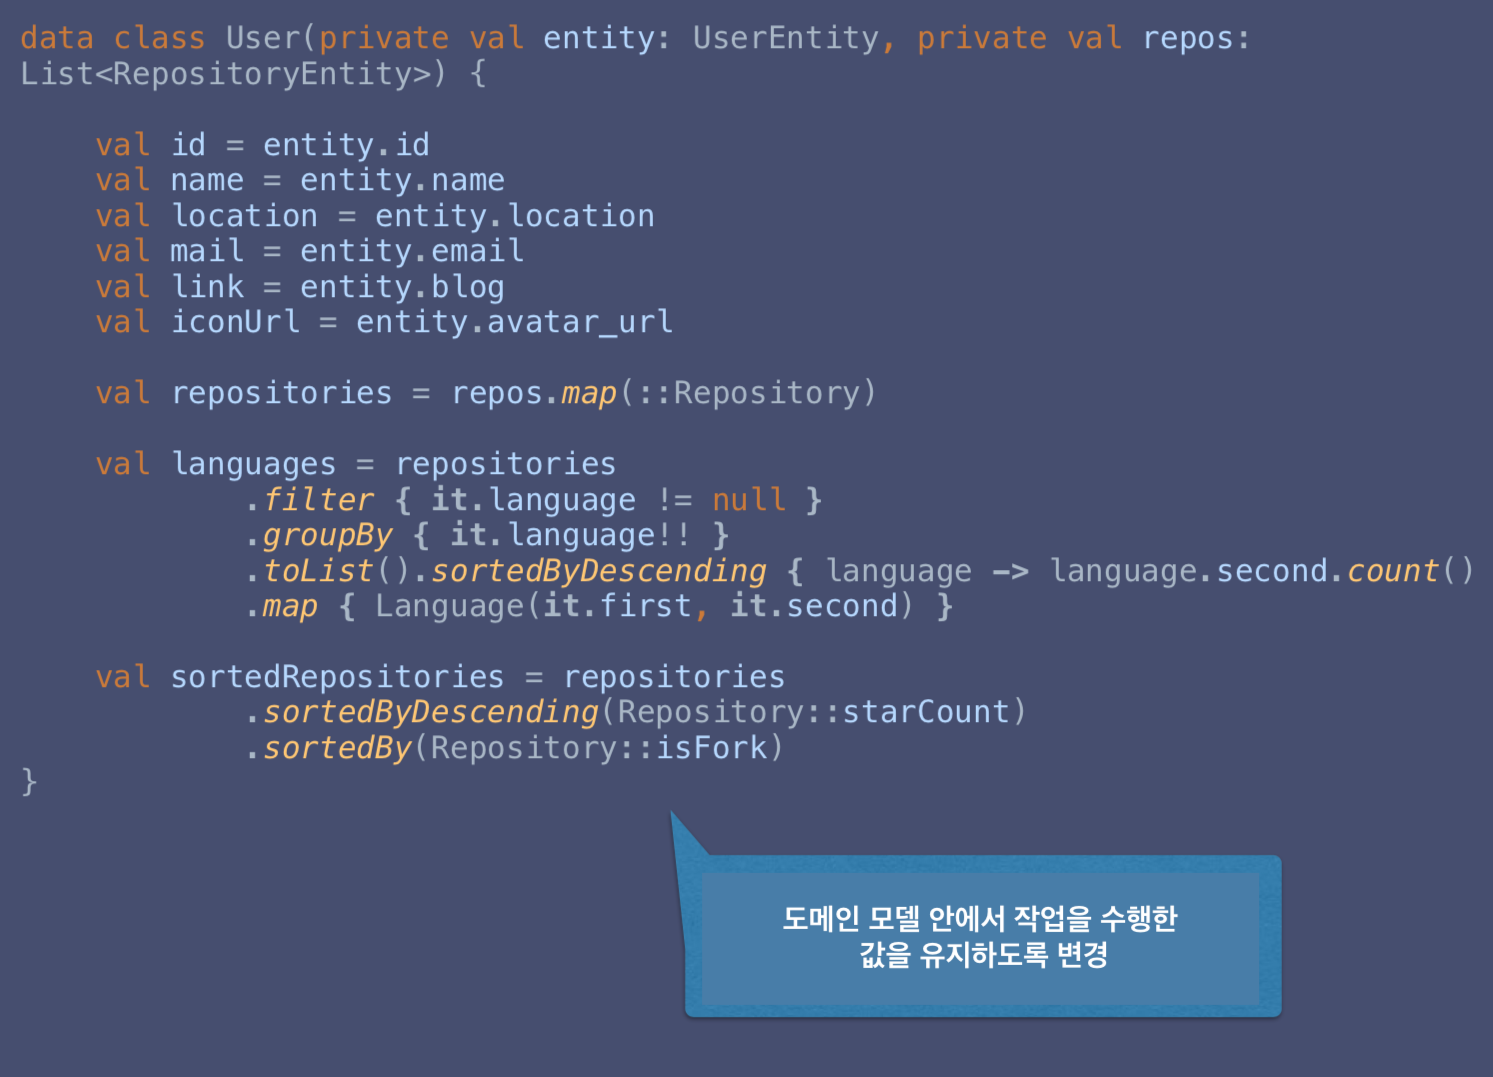 data class User(private val entity: UserEntity, private val repos:
List<RepositoryEntity>) {
val id = entity.id
val name = entity.name
val location = entity.location
val mail = entity.email
val link = entity.blog
val iconUrl = entity.avatar_url
val repositories = repos.map(::Repository)
val languages = repositories
.filter { it.language != null }
.groupBy { it.language!! }
.toList().sortedByDescending { language -> language.second.count()
.map { Language(it.first, it.second) }
val sortedRepositories = repositories
.sortedByDescending(Repository::starCount)
.sortedBy(Repository::isFork)
}
도메인 모델 안에서 작업을 수행한
값을 유지하도록 변경